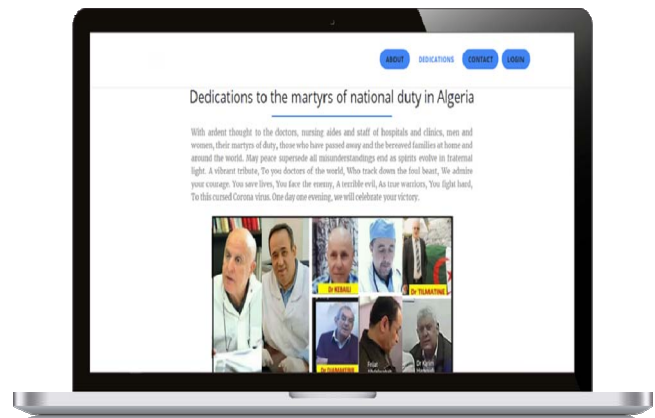 ABOUT DEDICATIONS CONTACT LOGIN
Dedications to the martyrs of national duty in Algeria
With ardent thought to the doctors, nursing aides and staff of hospitals and clinics, men and
women, their martyrs of duty, those who have passed away and the bereaved families at home and
around the world. May peace supersede all misunderstandings end as spirits evolve in fraternal
light. A vibrant tribute, To you doctors of the world, Who track down the foul beast, We admire
your courage. You save lives, You face the enemy, A terrible evil, As true warriors, You fight hard,
To this cursed Corona virus. One day one evening, we will celebrate your victory.
Dr KEBAILI
Dr TILMATINE
Dr